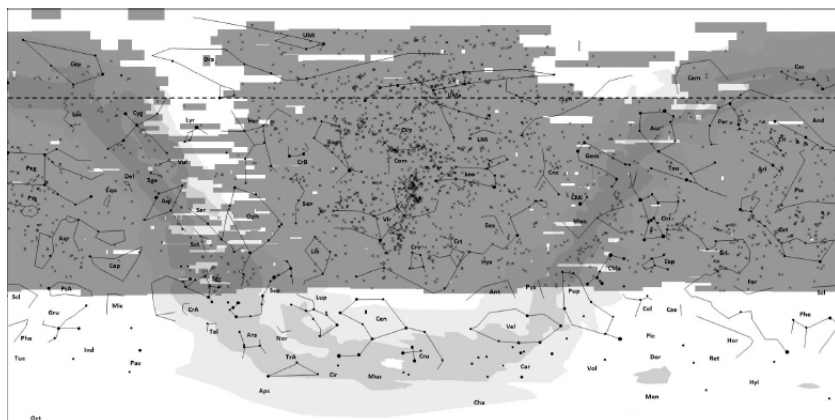 UMi
Cep
Dra
Cas
Cam
UMa
Lyn
Lac
Cyg
Lyr
Her
Boo
CVn
LMi
Aur
Per
And
Vul
CrB
Com
Leo
Cnc
Gem
Tau
Ari
Peg
Del
Sge
Equ
Psc
Aql
Ser
Oph
Ser
Vir
Sex
CMi
Mon
Ori
Cet
Aqr
Sct
Cap
Lib
Crv
Crt
Hya
CMa
Lep
Eri
For
Scl
PsA
Mic
CrA
Sco
Lup
Ant
Pyx
Pup
Col
Cae
Scl
Gru
Cen
Vel
Phe
Phe
Tel
Ara
Nor
Pic
Hor
Tuc
Ind
Pav
TrA
Cir
Mus
Cru
Car
Vol
Dor
Ret
Hyi
Aps
Cha
Men
Oct